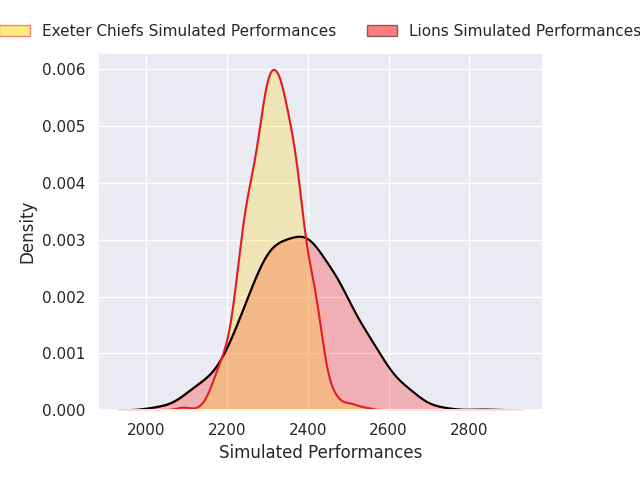 Exeter Chiefs Simulated Performances Lions Simulated Performances
0.006
0.005
0.004
0.003
0.002
0.001
0.000
Density
2000 2200 2400 2600 2800
Simulated Performances